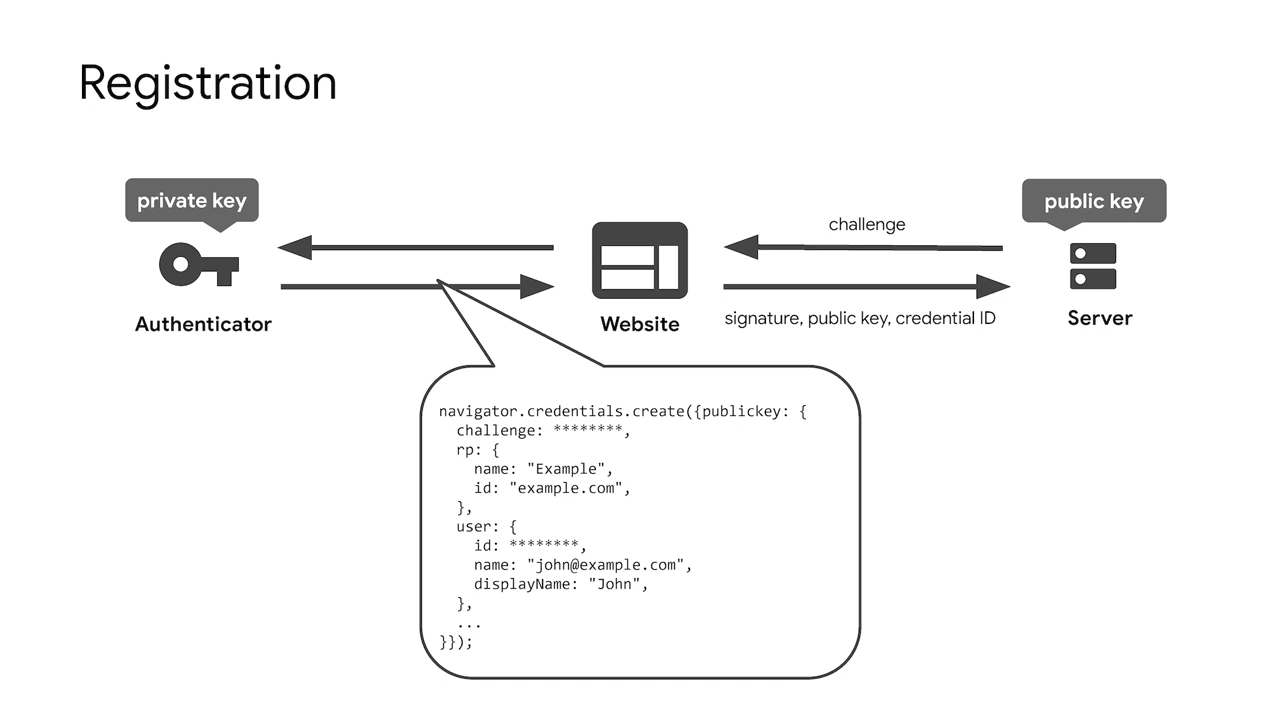 Registration
private key
public key
challenge
Authenticator
Website
signature, public key, credential ID
Server
navigator.credentials.create({publickey: {
  challenge: ********,
  rp: {
    name: "Example",
    id: "example.com",
  },
  user: {
    id: ********,
    name: "john@example.com",
    displayName: "John",
  },
  ...
}});